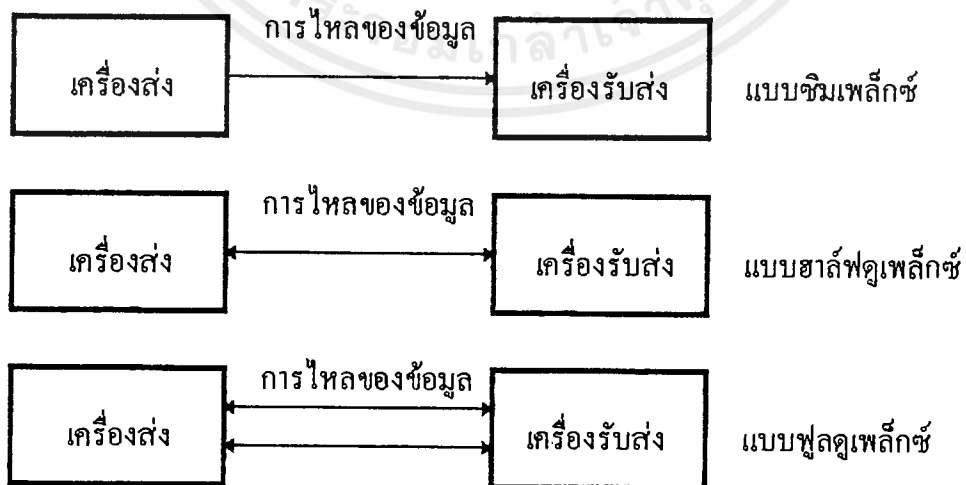 การไหลของข้อมูล
เครื่องส่ง เครื่องรับส่ง แบบซิมเพล็กซ์
การไหลของข้อมูล
เครื่องส่ง เครื่องรับส่ง แบบฮาล์ฟดูเพล็กซ์
การไหลของข้อมูล
เครื่องส่ง เครื่องรับส่ง แบบฟูลดูเพล็กซ์